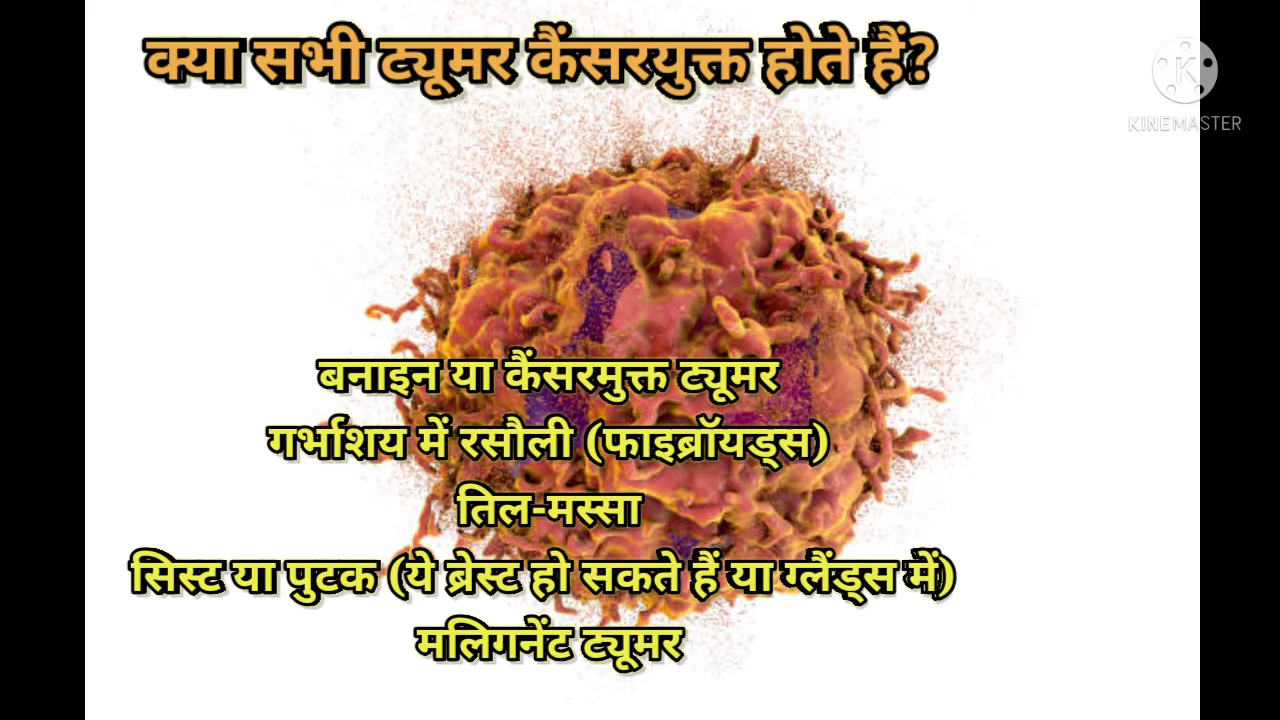 क्या सभी ट्यूमर कैंसरयुक्त होते हैं?
KINEMASTER
बनाइन या कैंसरमुक्त ट्यूमर
गर्भाशय में रसौली (फाइब्रॉयड्स)
तिल-मस्सा
सिस्ट या पुटक (ये ब्रेस्ट हो सकते हैं या ग्लैंड्स में)
मलिगनेंट ट्यूमर